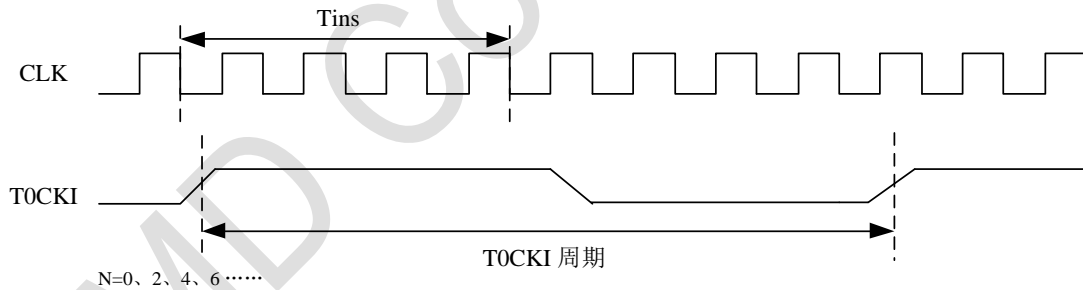 Tins
CLK
T0CKI
T0CKI 周期
N=0、2、4、6 ……